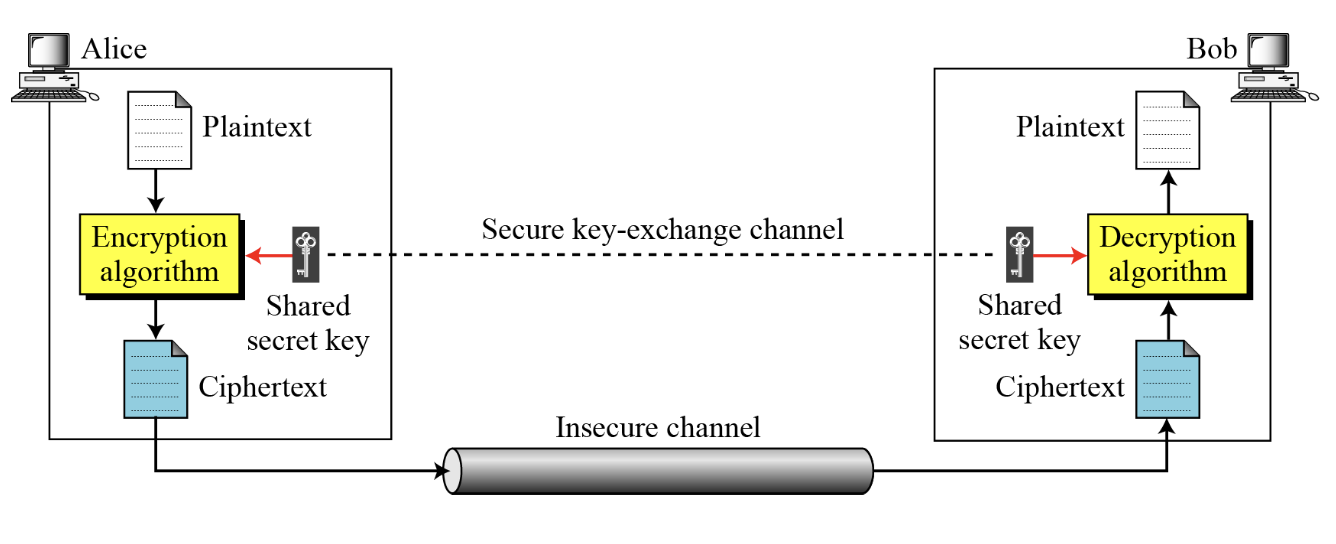 Alice
Plaintext
Encryption
algorithm
Shared
secret key
Ciphertext
Secure key-exchange channel
Insecure channel
Bob
Plaintext
Decryption
algorithm
Shared
secret key
Ciphertext